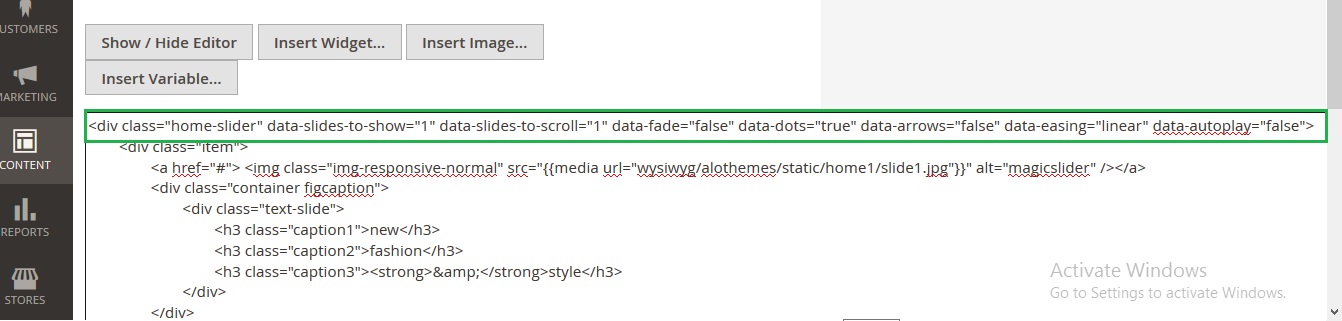 CUSTOMERS
MARKETING
CONTENT
REPORTS
STORES
Show / Hide Editor
Insert Widget...
Insert Image...
Insert Variable...
<div class="home-slider" data-slides-to-show="1" data-slides-to-scroll="1" data-fade="false" data-dots="true" data-arrows="false" data-easing="linear" data-autoplay="false">
<div class="item">
<a href="#"> <img class="img-responsive-normal" src="{{media url="wysiwyg/alothemes/static/home1/slide1.jpg"}}" alt="magicslider" /></a>
<div class="container figcaption">
<div class="text-slide">
<h3 class="caption1">new</h3>
<h3 class="caption2">fashion</h3>
<h3 class="caption3"><strong>&amp;</strong>style</h3>
</div>
</div>
Activate Windows
Go to Settings to activate Windows.